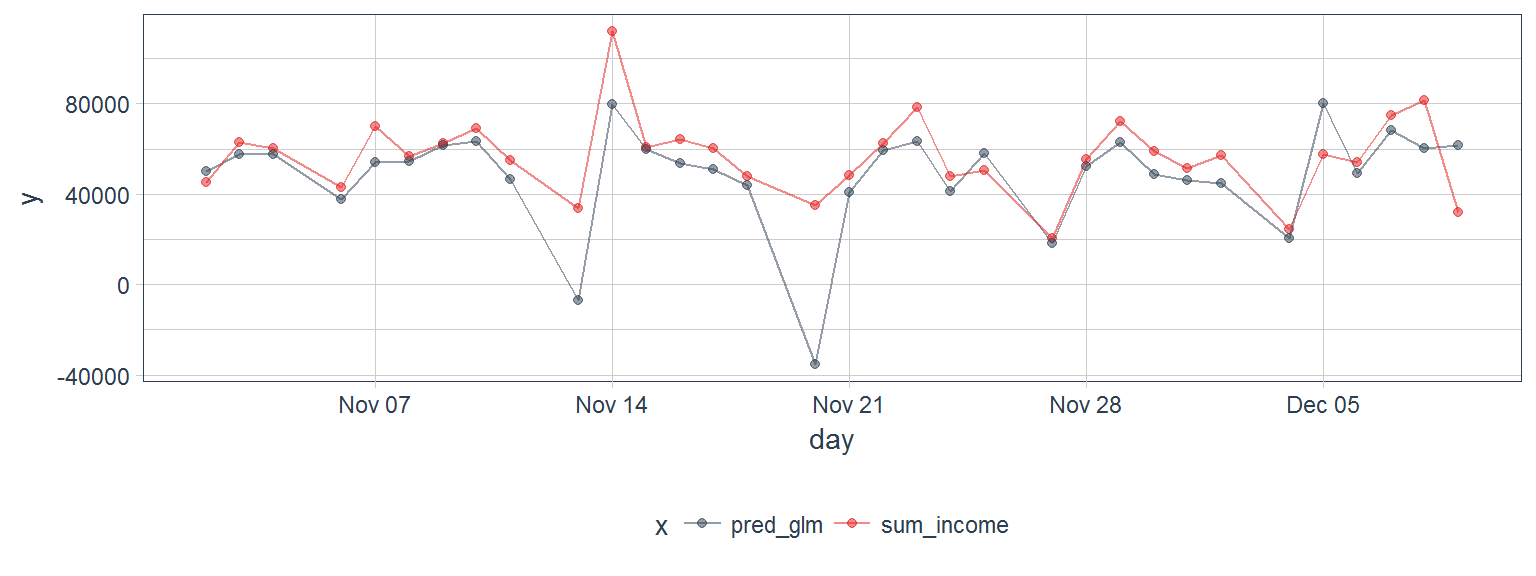 80000
40000
0
-40000
y
Nov 07 Nov 14 Nov 21 Nov 28 Dec 05
day
x pred_glm sum_income